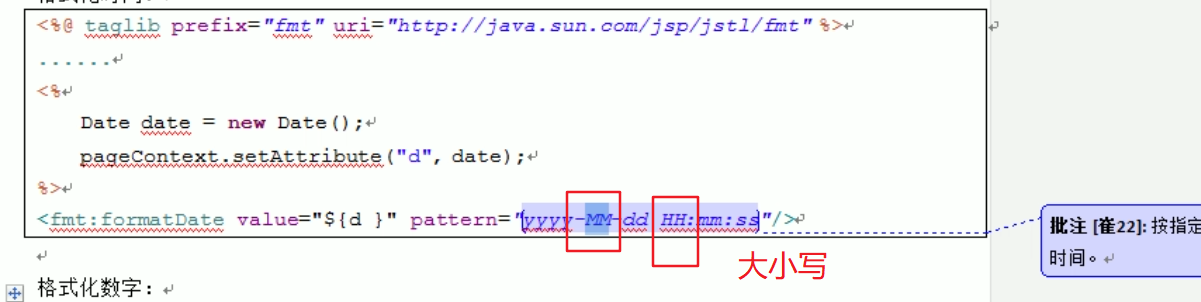 <%@ taglib prefix="fmt" uri="http://java.sun.com/jsp/jstl/fmt" %>
......
<%
Date date = new Date();
pageContext.setAttribute("d", date);
%>
<fmt:formatDate value="${d }" pattern="yyyy-MM-dd HH:mm:ss"/>
批注 [崔22]: 按指定
时间。
大小写
格式化数字: